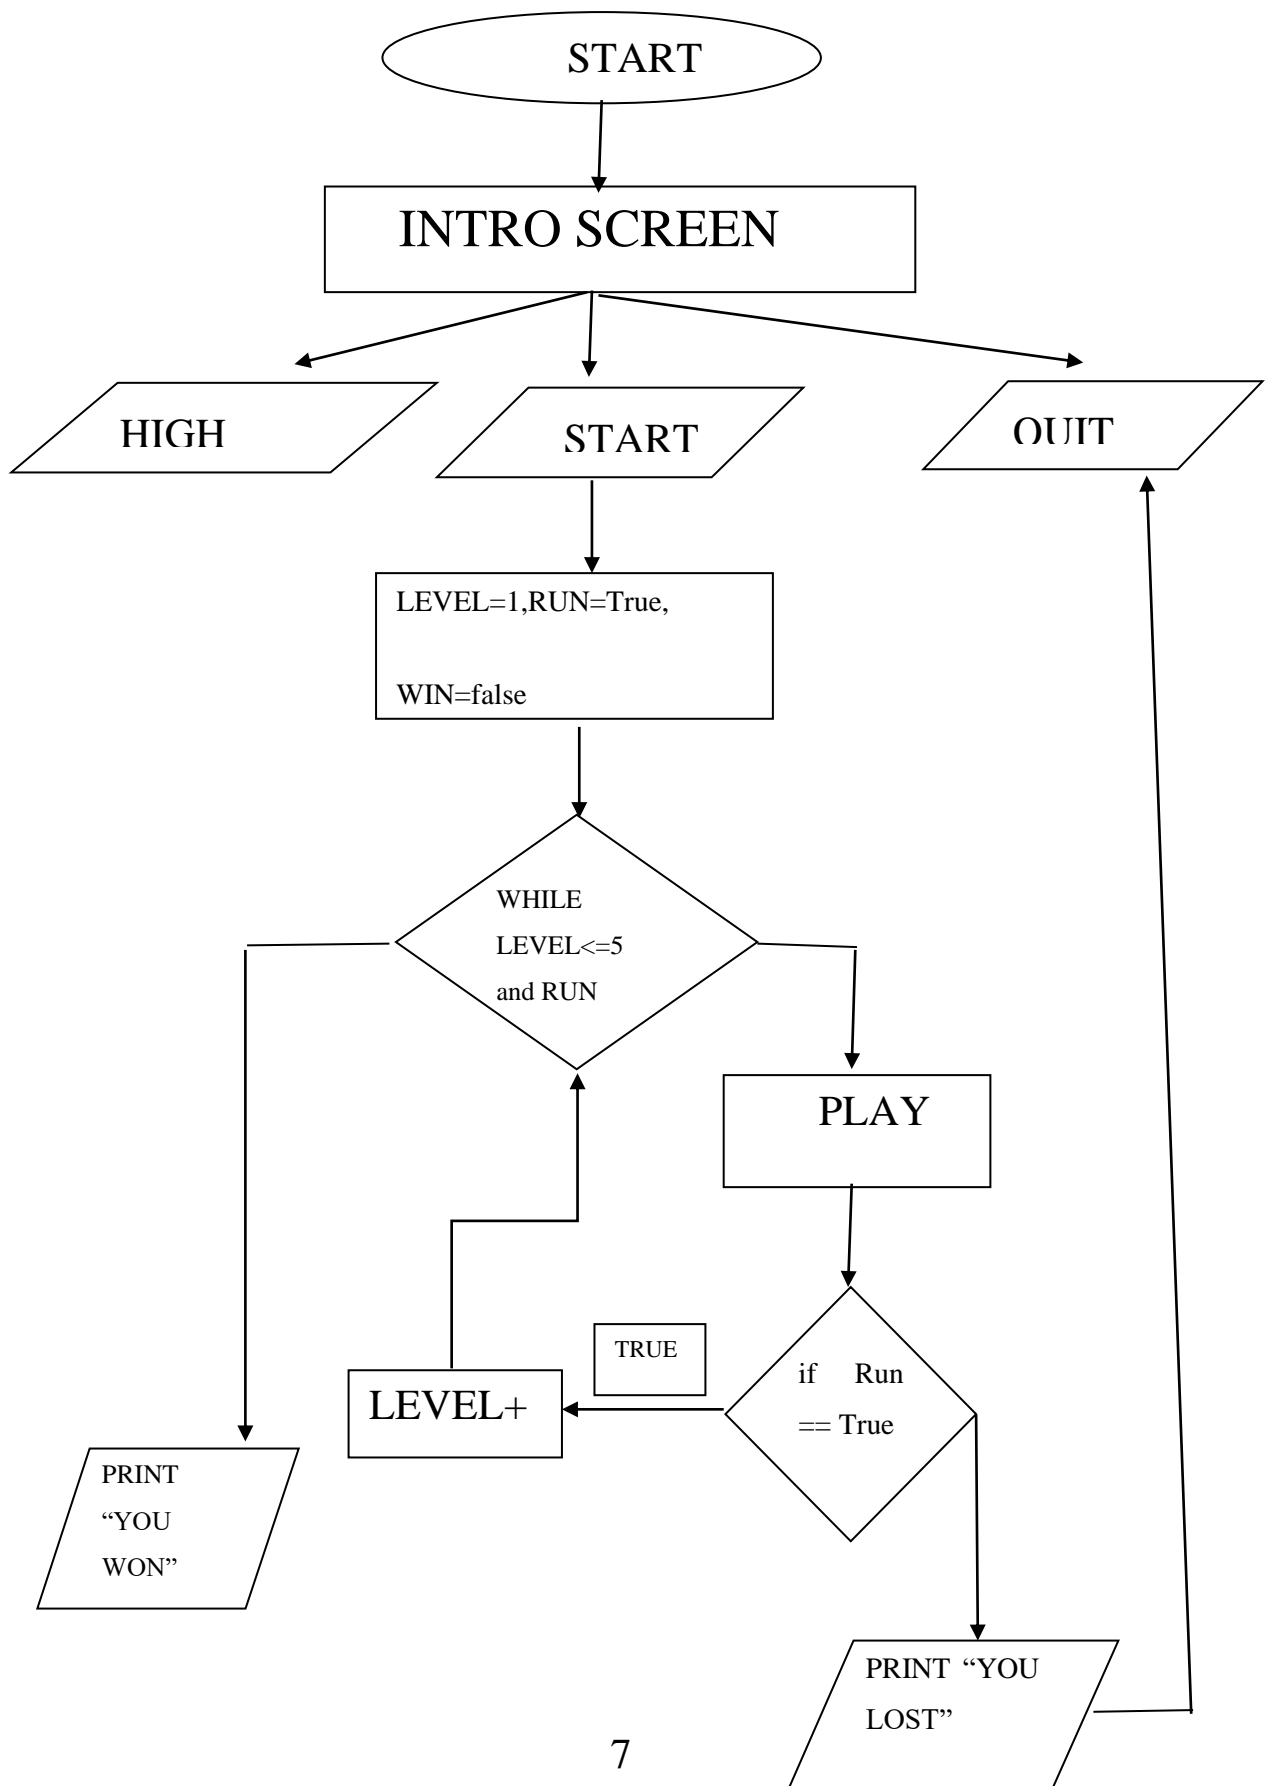 START
INTRO SCREEN
HIGH
START
QUIT
LEVEL=1,RUN=True,
WIN=false
WHILE
LEVEL<=5
and RUN
PLAY
TRUE
if Run
== True
LEVEL+
PRINT
“YOU
WON”
PRINT “YOU
LOST”
7